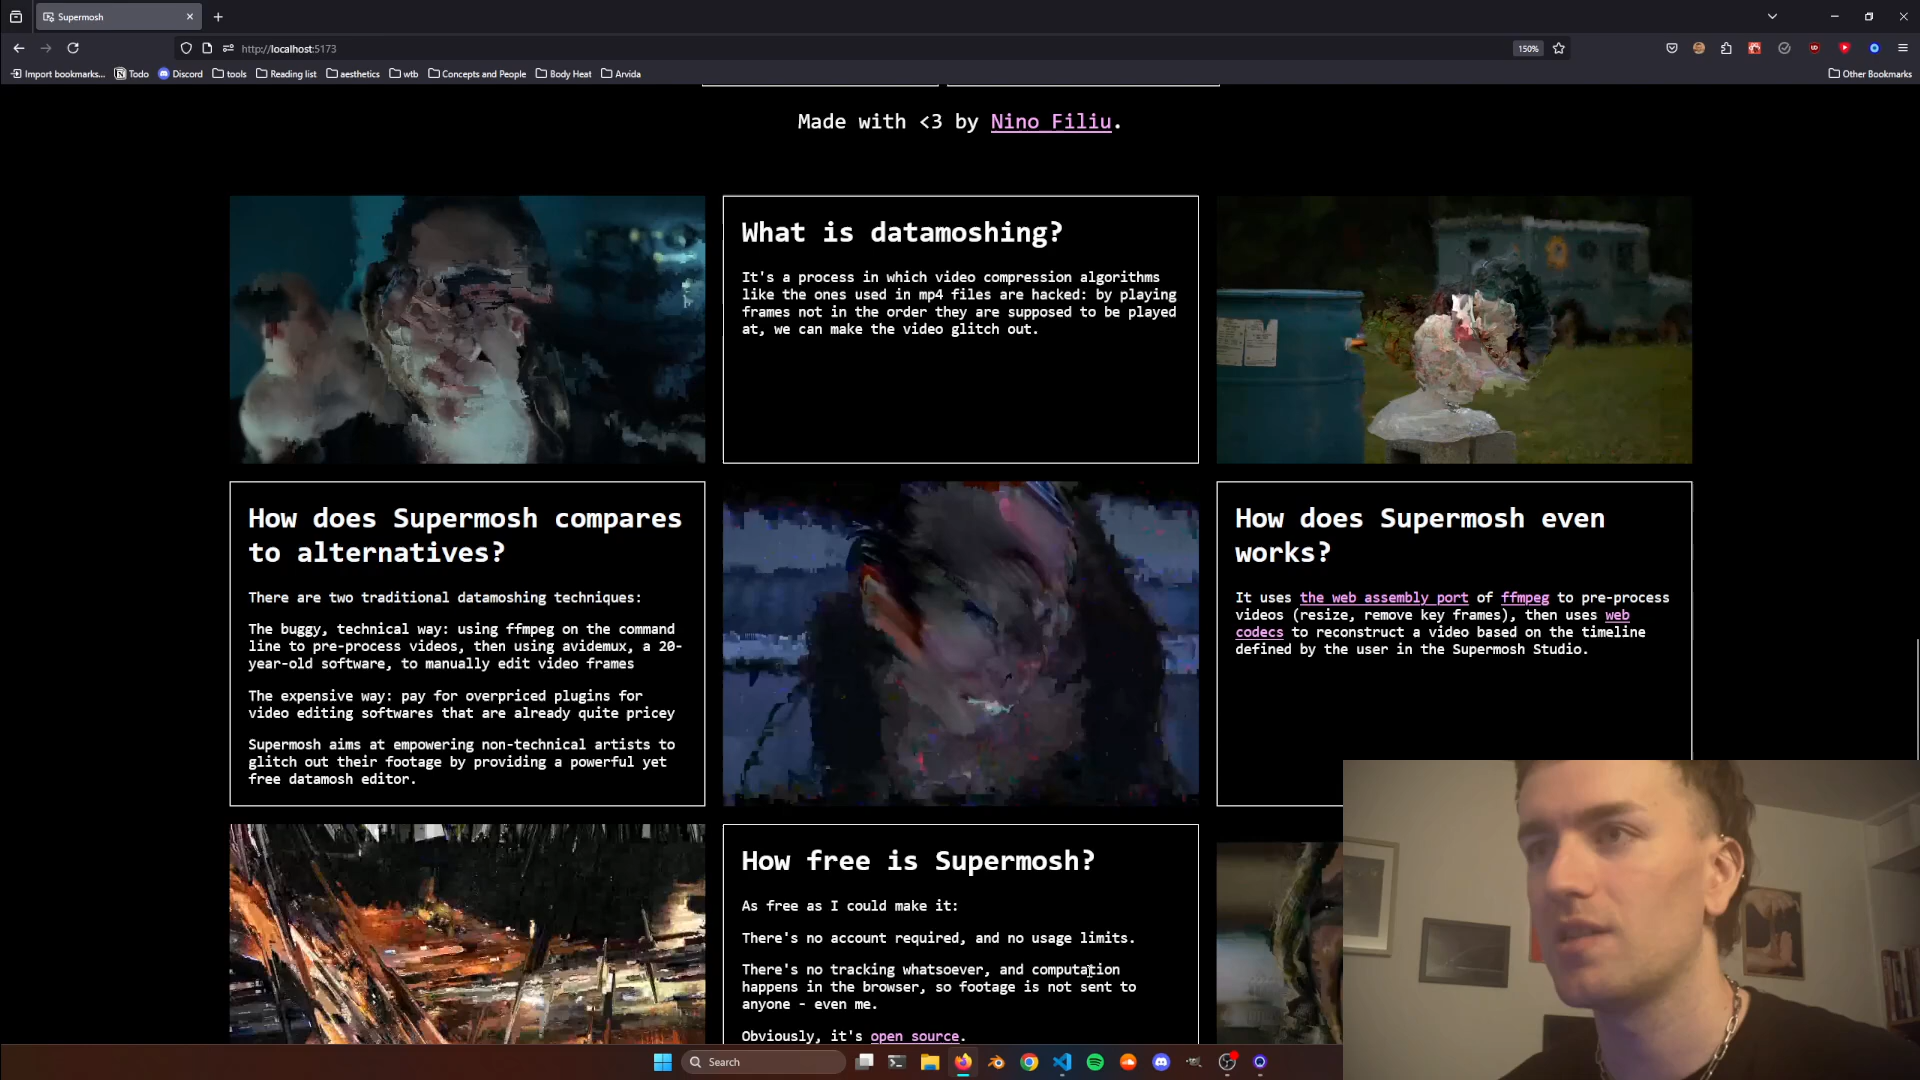 Supermosh
http://localhost:5173
150%
Import bookmarks...
Todo
Discord
tools
Reading list
aesthetics
wtb
Concepts and People
Body Heat
Arvida
Other Bookmarks
Made with <3 by Nino Filiu.
What is datamoshing?
It's a process in which video compression algorithms
like the ones used in mp4 files are hacked: by playing
frames not in the order they are supposed to be played
at, we can make the video glitch out.
How does Supermosh compares
to alternatives?
There are two traditional datamoshing techniques:
The buggy, technical way: using ffmpeg on the command
line to pre-process videos, then using avidemux, a 20-
year-old software, to manually edit video frames
The expensive way: pay for overpriced plugins for
video editing softwares that are already quite pricey
Supermosh aims at empowering non-technical artists to
glitch out their footage by providing a powerful yet
free datamosh editor.
How does Supermosh even
works?
It uses the web assembly port of ffmpeg to pre-process
videos (resize, remove key frames), then uses web
codecs to reconstruct a video based on the timeline
defined by the user in the Supermosh Studio.
How free is Supermosh?
As free as I could make it:
There's no account required, and no usage limits.
There's no tracking whatsoever, and computation
happens in the browser, so footage is not sent to
anyone - even me.
Obviously, it's open source.
Search